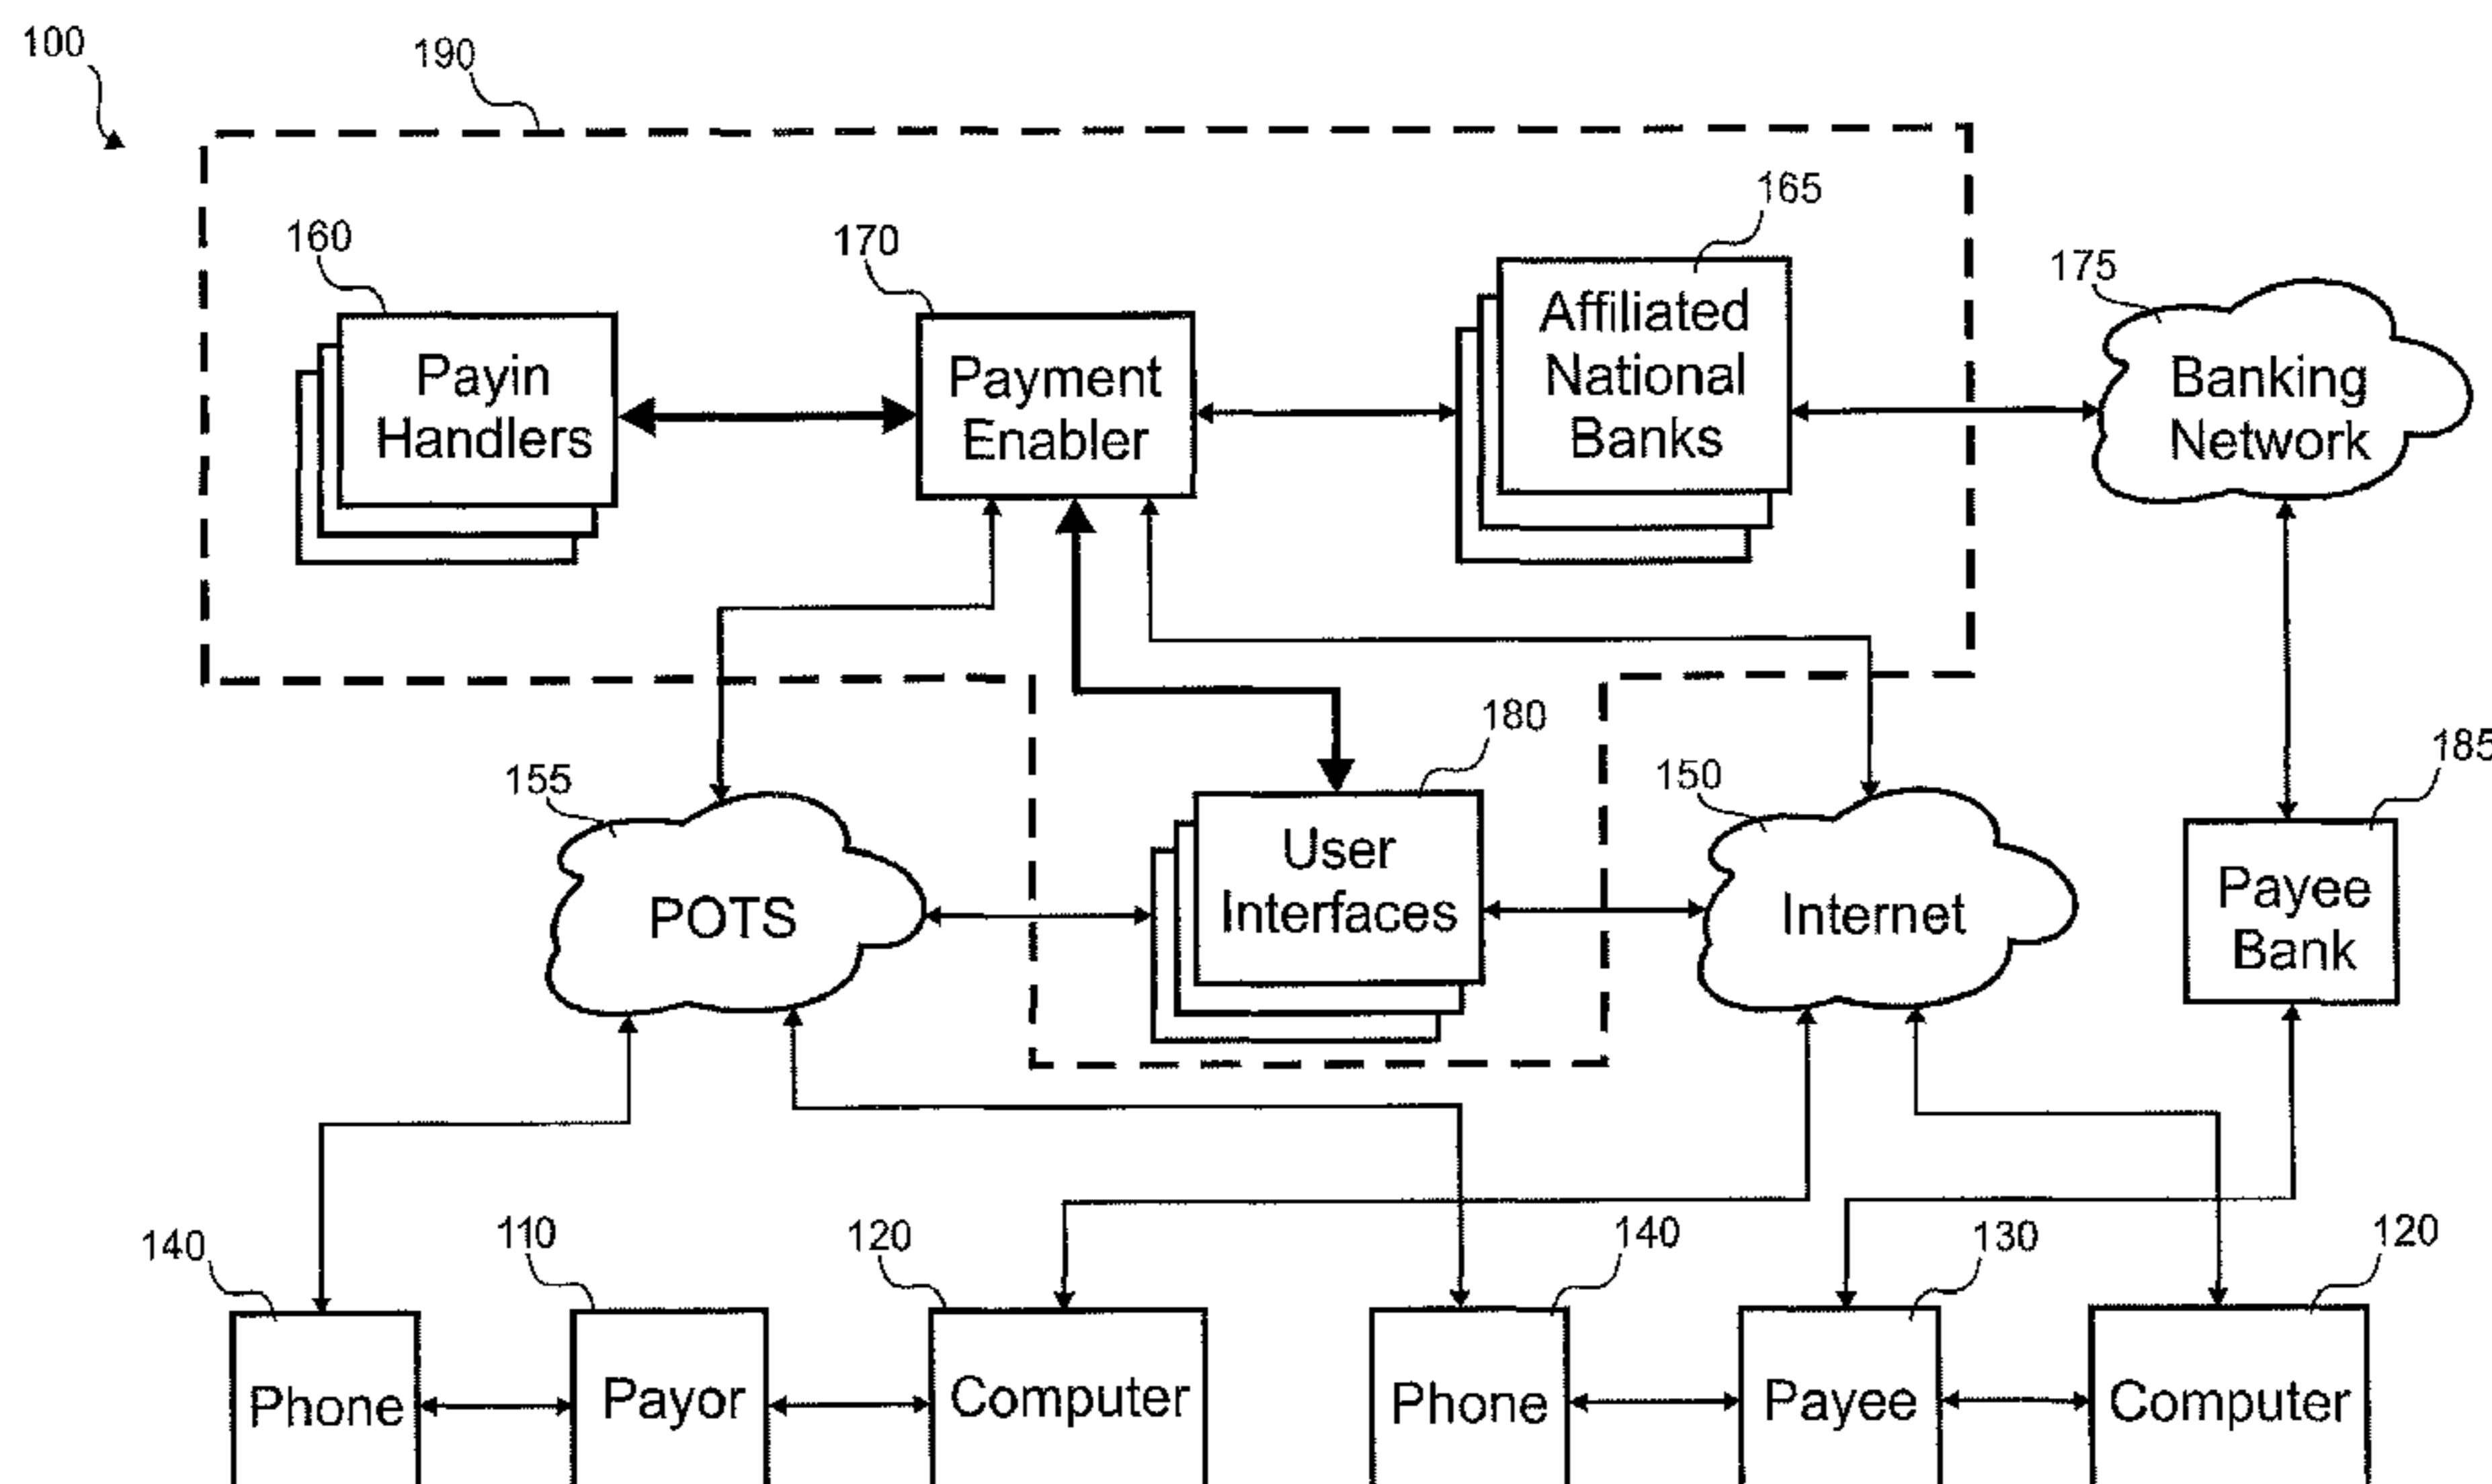 100
190
165
160
170
175
Affiliated
National
Banks
Payin
Handlers
Payment
Enabler
Banking
Network
180
185
155
150
User
Interfaces
POTS
Internet
Payee
Bank
140
110
120
140
130
120
Phone
Payor
Computer
Phone
Payee
Computer